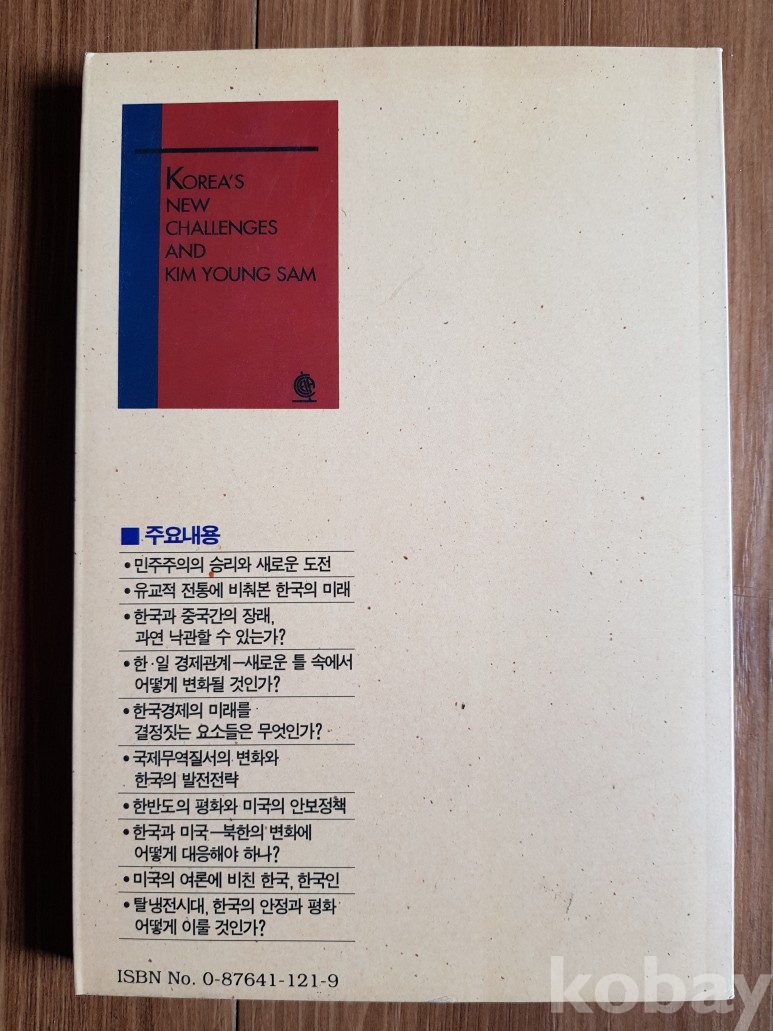 KOREA'S
NEW
CHALLENGES
AND
KIM YOUNG SAM
■ 주요내용
• 민주주의의 승리와 새로운 도전
• 유교적 전통에 비춰본 한국의 미래
• 한국과 중국간의 장래,
과연 낙관할 수 있는가?
• 한·일 경제관계—새로운 틀 속에서
어떻게 변화될 것인가?
• 한국경제의 미래를
결정짓는 요소들은 무엇인가?
• 국제무역질서의 변화와
한국의 발전전략
• 한반도의 평화와 미국의 안보정책
• 한국과 미국—북한의 변화에
어떻게 대응해야 하나?
• 미국의 여론에 비친 한국, 한국인
• 탈냉전시대, 한국의 안정과 평화
어떻게 이룰 것인가?
ISBN No. 0-87641-121-9
kobay